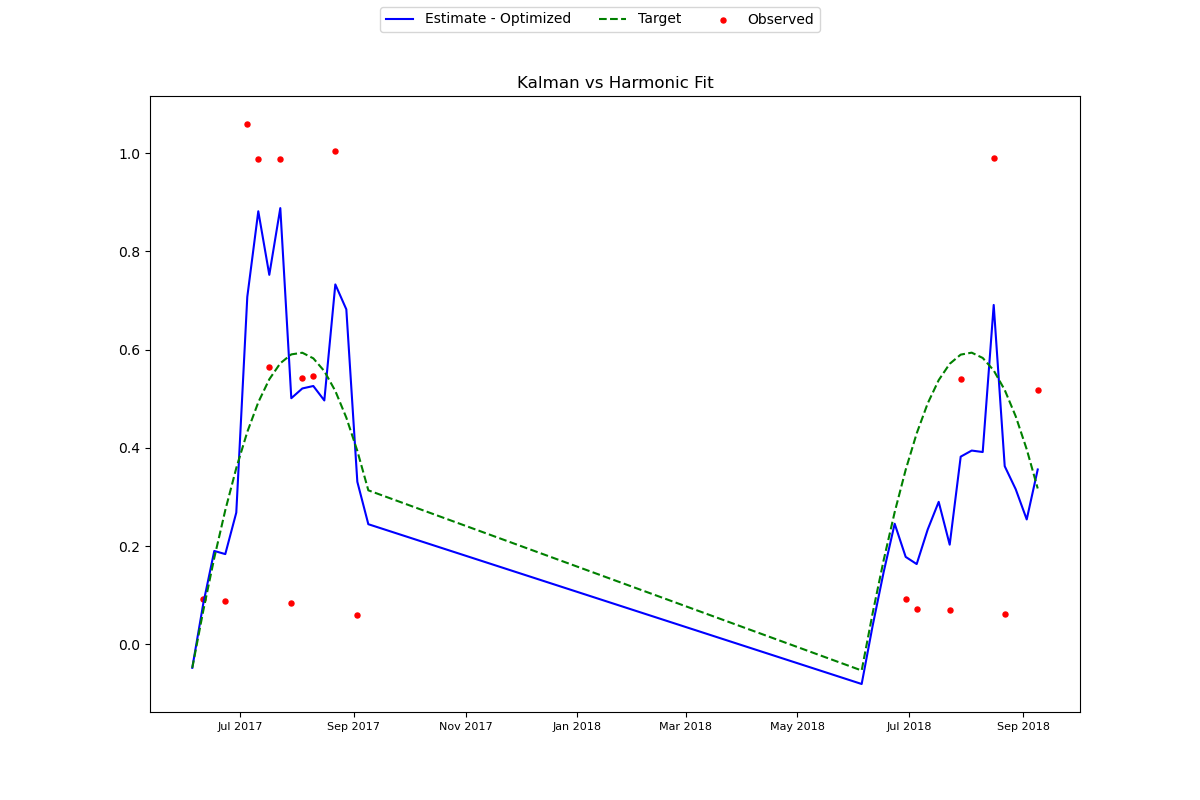 Estimate - Optimized Target Observed
Kalman vs Harmonic Fit
1.0
0.8
0.6
0.4
0.2
0.0
Jul 2017 Sep 2017 Nov 2017 Jan 2018 Mar 2018 May 2018 Jul 2018 Sep 2018